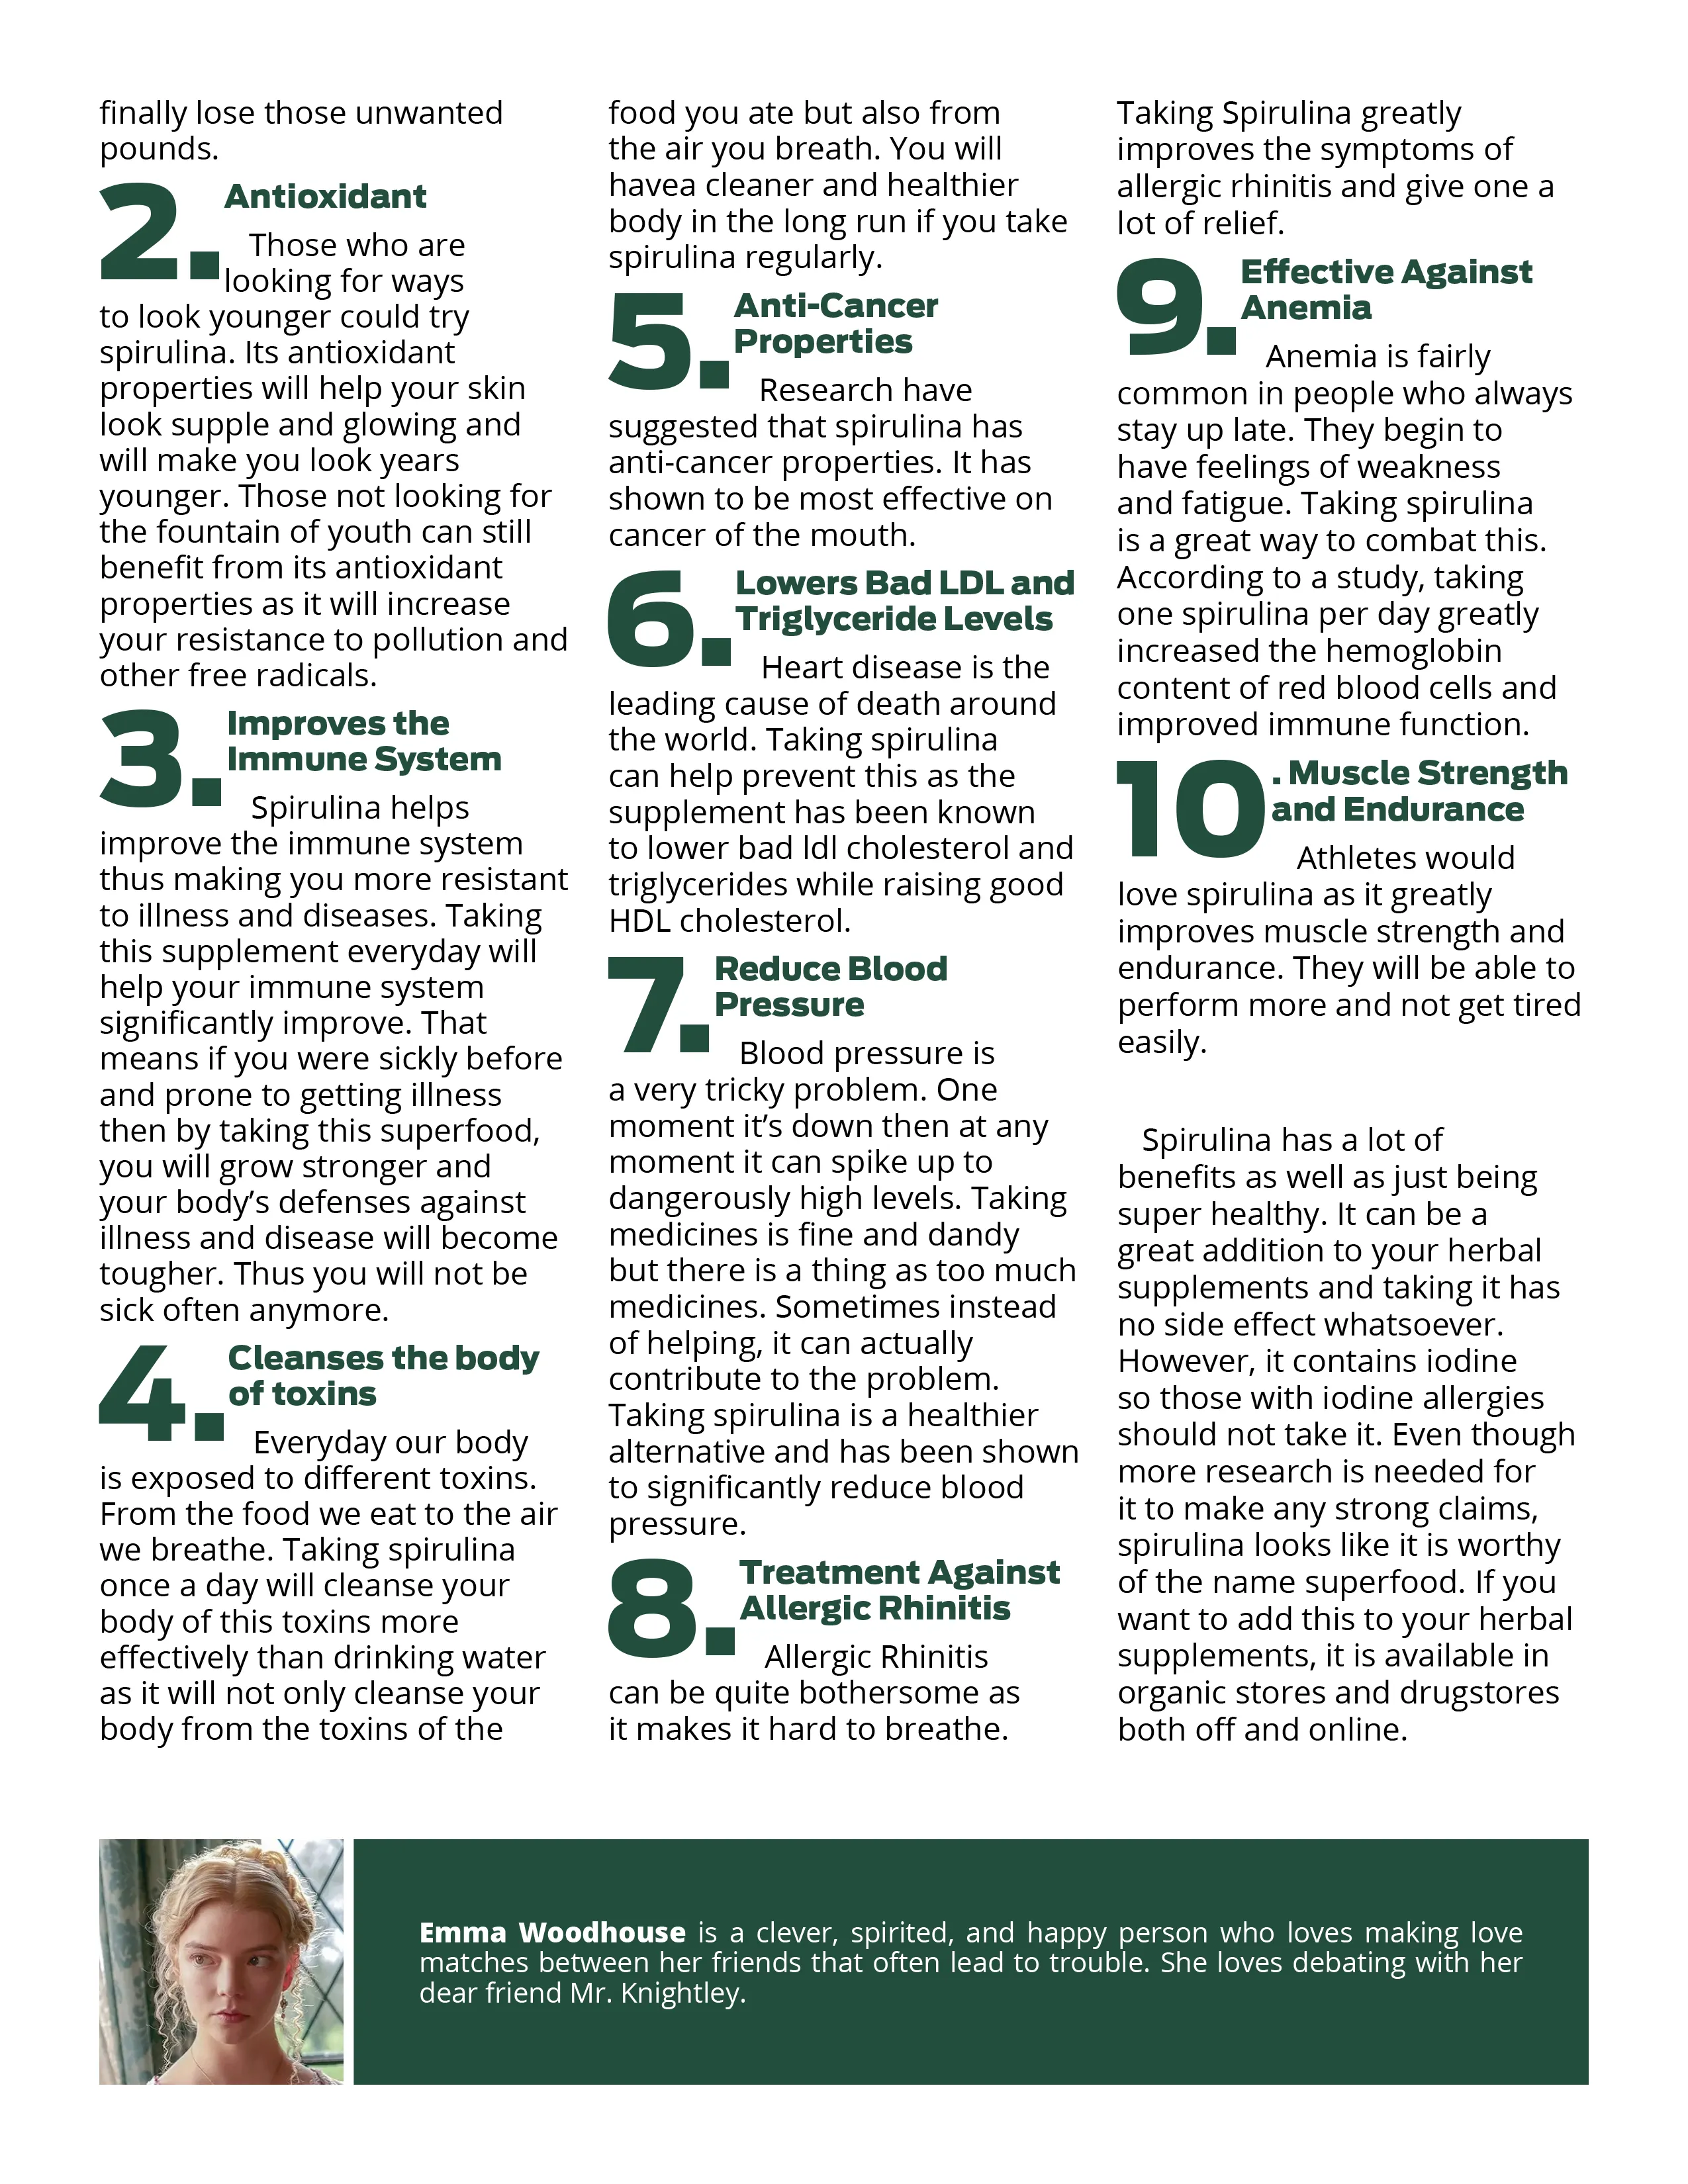 finally lose those unwanted
pounds.
2. Antioxidant
Those who are
looking for ways
to look younger could try
spirulina. Its antioxidant
properties will help your skin
look supple and glowing and
will make you look years
younger. Those not looking for
the fountain of youth can still
benefit from its antioxidant
properties as it will increase
your resistance to pollution and
other free radicals.
3. Improves the
Immune System
Spirulina helps
improve the immune system
thus making you more resistant
to illness and diseases. Taking
this supplement everyday will
help your immune system
significantly improve. That
means if you were sickly before
and prone to getting illness
then by taking this superfood,
you will grow stronger and
your body’s defenses against
illness and disease will become
tougher. Thus you will not be
sick often anymore.
4. Cleanses the body
of toxins
Everyday our body
is exposed to different toxins.
From the food we eat to the air
we breathe. Taking spirulina
once a day will cleanse your
body of this toxins more
effectively than drinking water
as it will not only cleanse your
body from the toxins of the
food you ate but also from
the air you breath. You will
havea cleaner and healthier
body in the long run if you take
spirulina regularly.
5. Anti-Cancer
Properties
Research have
suggested that spirulina has
anti-cancer properties. It has
shown to be most effective on
cancer of the mouth.
6. Lowers Bad LDL and
Triglyceride Levels
Heart disease is the
leading cause of death around
the world. Taking spirulina
can help prevent this as the
supplement has been known
to lower bad ldl cholesterol and
triglycerides while raising good
HDL cholesterol.
7. Reduce Blood
Pressure
Blood pressure is
a very tricky problem. One
moment it’s down then at any
moment it can spike up to
dangerously high levels. Taking
medicines is fine and dandy
but there is a thing as too much
medicines. Sometimes instead
of helping, it can actually
contribute to the problem.
Taking spirulina is a healthier
alternative and has been shown
to significantly reduce blood
pressure.
8. Treatment Against
Allergic Rhinitis
Allergic Rhinitis
can be quite bothersome as
it makes it hard to breathe.
Taking Spirulina greatly
improves the symptoms of
allergic rhinitis and give one a
lot of relief.
9. Effective Against
Anemia
Anemia is fairly
common in people who always
stay up late. They begin to
have feelings of weakness
and fatigue. Taking spirulina
is a great way to combat this.
According to a study, taking
one spirulina per day greatly
increased the hemoglobin
content of red blood cells and
improved immune function.
10. Muscle Strength
and Endurance
Athletes would
love spirulina as it greatly
improves muscle strength and
endurance. They will be able to
perform more and not get tired
easily.
Spirulina has a lot of
benefits as well as just being
super healthy. It can be a
great addition to your herbal
supplements and taking it has
no side effect whatsoever.
However, it contains iodine
so those with iodine allergies
should not take it. Even though
more research is needed for
it to make any strong claims,
spirulina looks like it is worthy
of the name superfood. If you
want to add this to your herbal
supplements, it is available in
organic stores and drugstores
both off and online.
Emma Woodhouse is a clever, spirited, and happy person who loves making love
matches between her friends that often lead to trouble. She loves debating with her
dear friend Mr. Knightley.